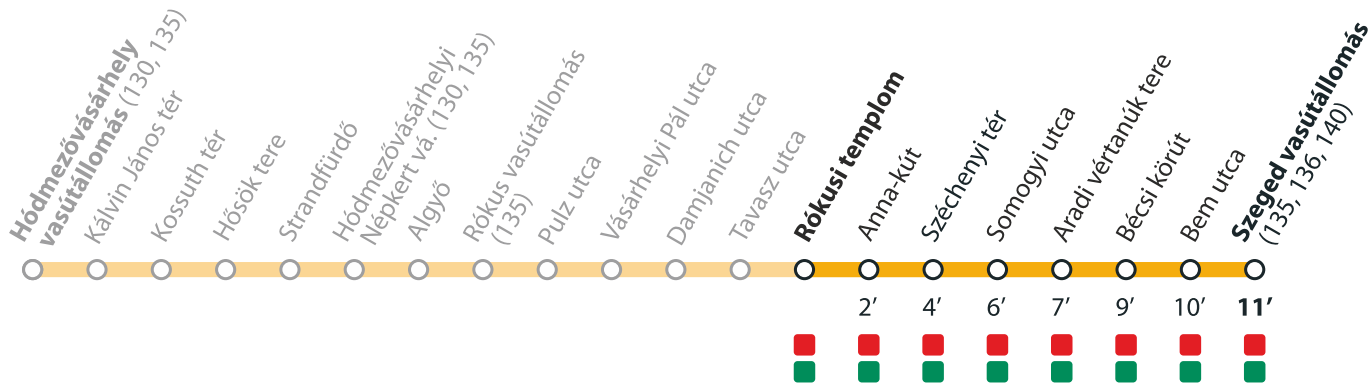 Hódmezővásárhely
vasútállomás (130, 135)
Kálvin János tér
Kossuth tér
Hősök tere
Strandfürdő
Hódmezővásárhelyi
Népkert vá. (130, 135)
Algyő
Rókus vasútállomás
(135)
Pulz utca
Vásárhelyi Pál utca
Damjanich utca
Tavasz utca
Rókusi templom
Anna-kút
Széchenyi tér
Somogyi utca
Aradi vértanúk tere
Bécsi körút
Bem utca
Szeged vasútállomás
(135, 136, 140)
2’ 4’ 6’ 7’ 9’ 10’ 11’